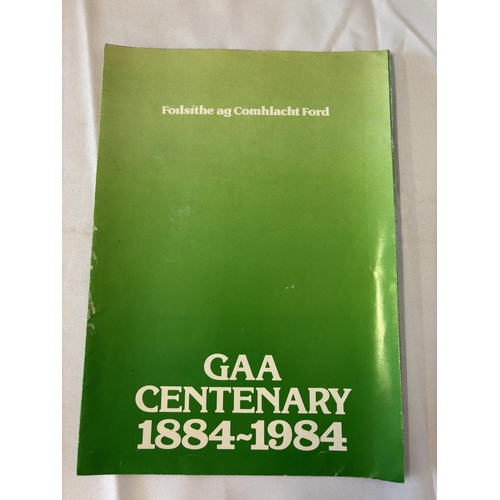 Foilsithe ag Comhlacht Ford
GAA
CENTENARY
1884~1984